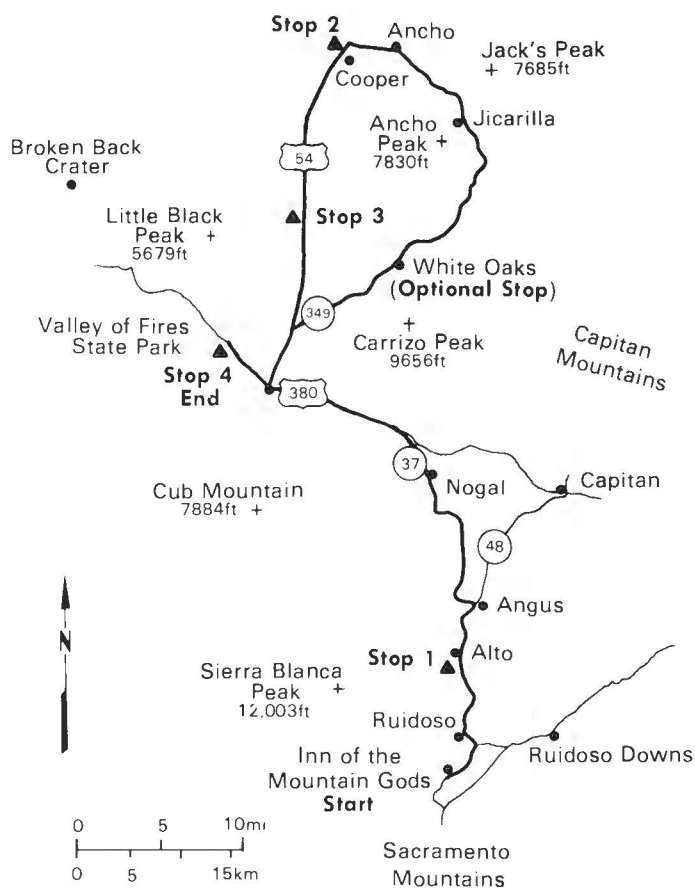 Stop 2
Ancho
Cooper
Jack's Peak
+ 7685ft
Jicarilla
Ancho
Peak +
7830ft
Broken Back
Crater
54
Little Black
Peak +
5679ft
Stop 3
White Oaks
(Optional Stop)
349
+
Carrizo Peak
9656ft
Valley of Fires
State Park
Stop 4
End
Capitan
Mountains
380
37
Nogal
Capitan
Cub Mountain
7884ft +
48
Angus
N
Stop 1
Alto
Sierra Blanca
Peak +
12,003ft
Ruidoso
Ruidoso Downs
Inn of the
Mountain Gods
Start
0 5 10mi
0 5 15km
Sacramento
Mountains